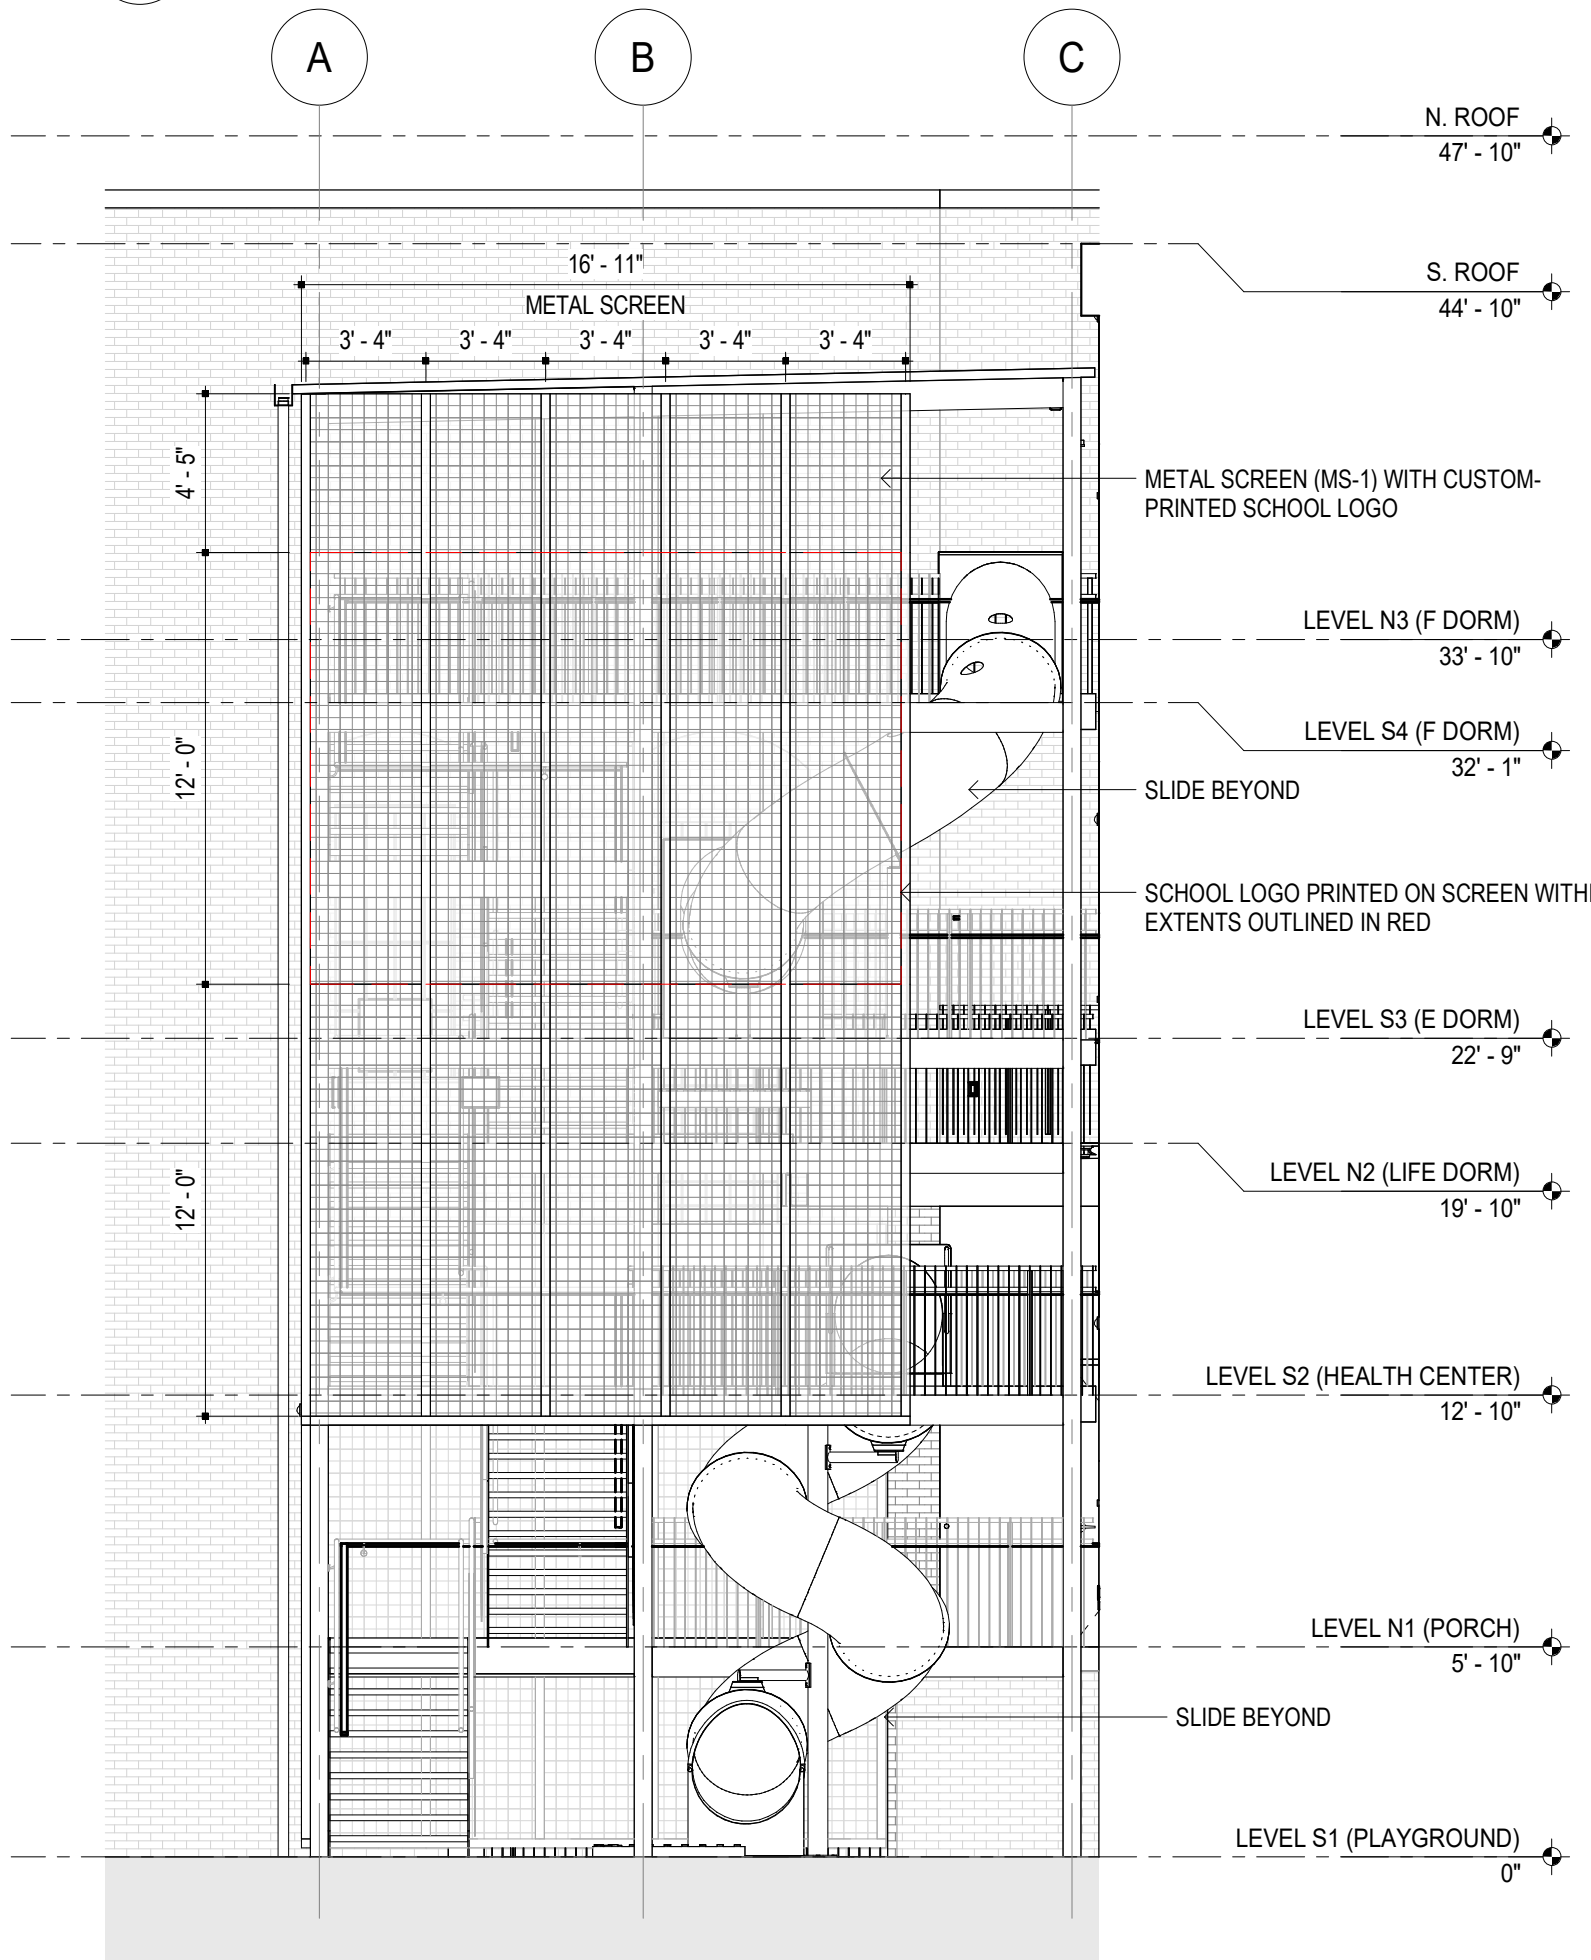 A
B
C
N. ROOF
47' - 10"
16' - 11"
S. ROOF
METAL SCREEN
44' - 10"
3' - 4"
3' - 4"
3' - 4"
3' - 4"
3' - 4"
4' - 5"
METAL SCREEN (MS-1) WITH CUSTOM-
PRINTED SCHOOL LOGO
LEVEL N3 (F DORM)
33' - 10"
LEVEL S4 (F DORM)
32' - 1"
12' - 0"
SLIDE BEYOND
SCHOOL LOGO PRINTED ON SCREEN
EXTENTS OUTLINED IN RED
LEVEL S3 (E DORM)
22' - 9"
12' - 0"
LEVEL N2 (LIFE DORM)
19' - 10"
LEVEL S2 (HEALTH CENTER)
12' - 10"
LEVEL N1 (PORCH)
5' - 10"
SLIDE BEYOND
LEVEL S1 (PLAYGROUND)
0"